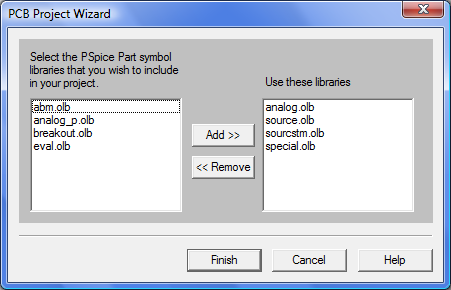 PCB Project Wizard
Select the PSpice Part symbol
libraries that you wish to include
in your project.
Use these libraries
abm.olb
analog_p.olb
breakout.olb
eval.olb
Add >>
<< Remove
analog.olb
source.olb
sourcstm.olb
special.olb
Finish
Cancel
Help